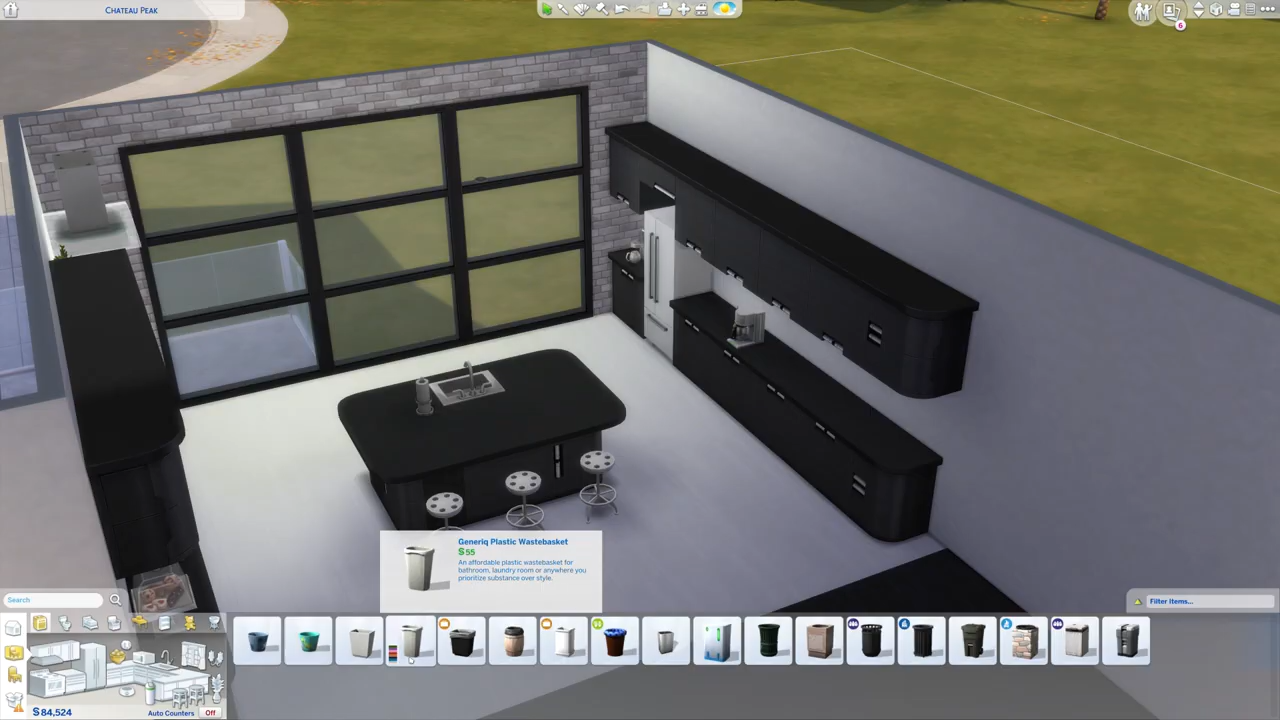 CHATEAU PEAK
6
Generiq Plastic Wastebasket
$55
An affordable plastic wastebasket for
bathroom, laundry room or anywhere you
prioritize substance over style.
Search
Filter Items...
$84,524
Auto Counters Off